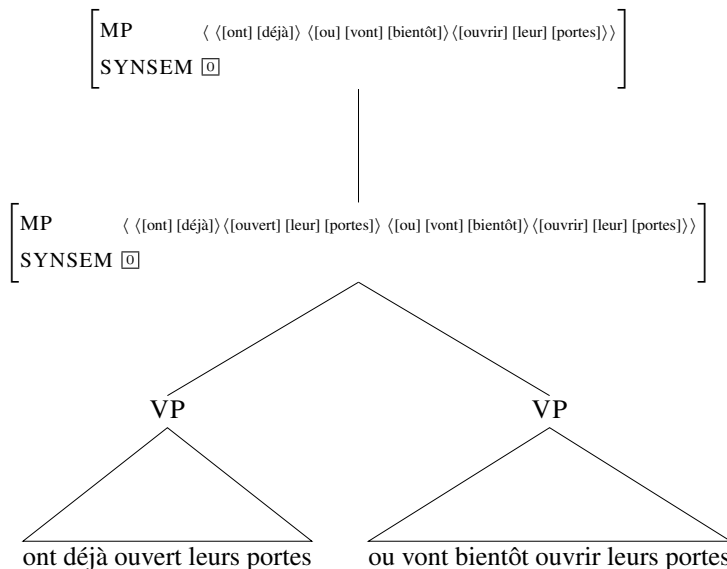 MP ⟨ ⟨[ont] [déjà]⟩ ⟨[ou] [vont] [bientôt]⟩⟨[ouvrir] [leur] [portes]⟩⟩
SYNSEM 0
MP ⟨ ⟨[ont] [déjà]⟩⟨[ouvert] [leur] [portes]⟩ ⟨[ou] [vont] [bientôt]⟩⟨[ouvrir] [leur] [portes]⟩⟩
SYNSEM 0
VP VP
ont déjà ouvert leurs portes ou vont bientôt ouvrir leurs portes